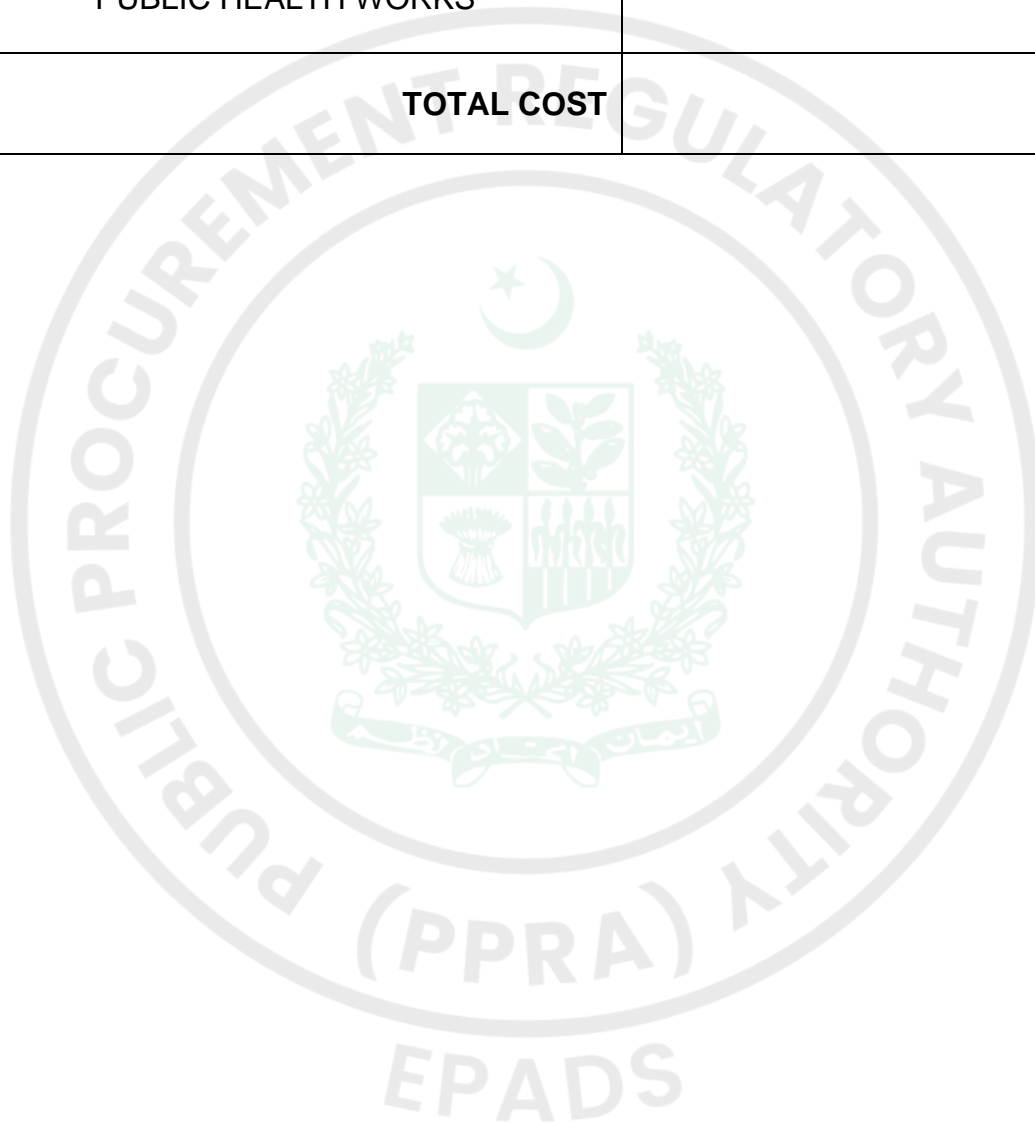 PUBLIC HEALTH WORKS
TOTAL COST
PUBLIC PROCUREMENT REGULATORY AUTHORITY
(PPRA)
EPADS